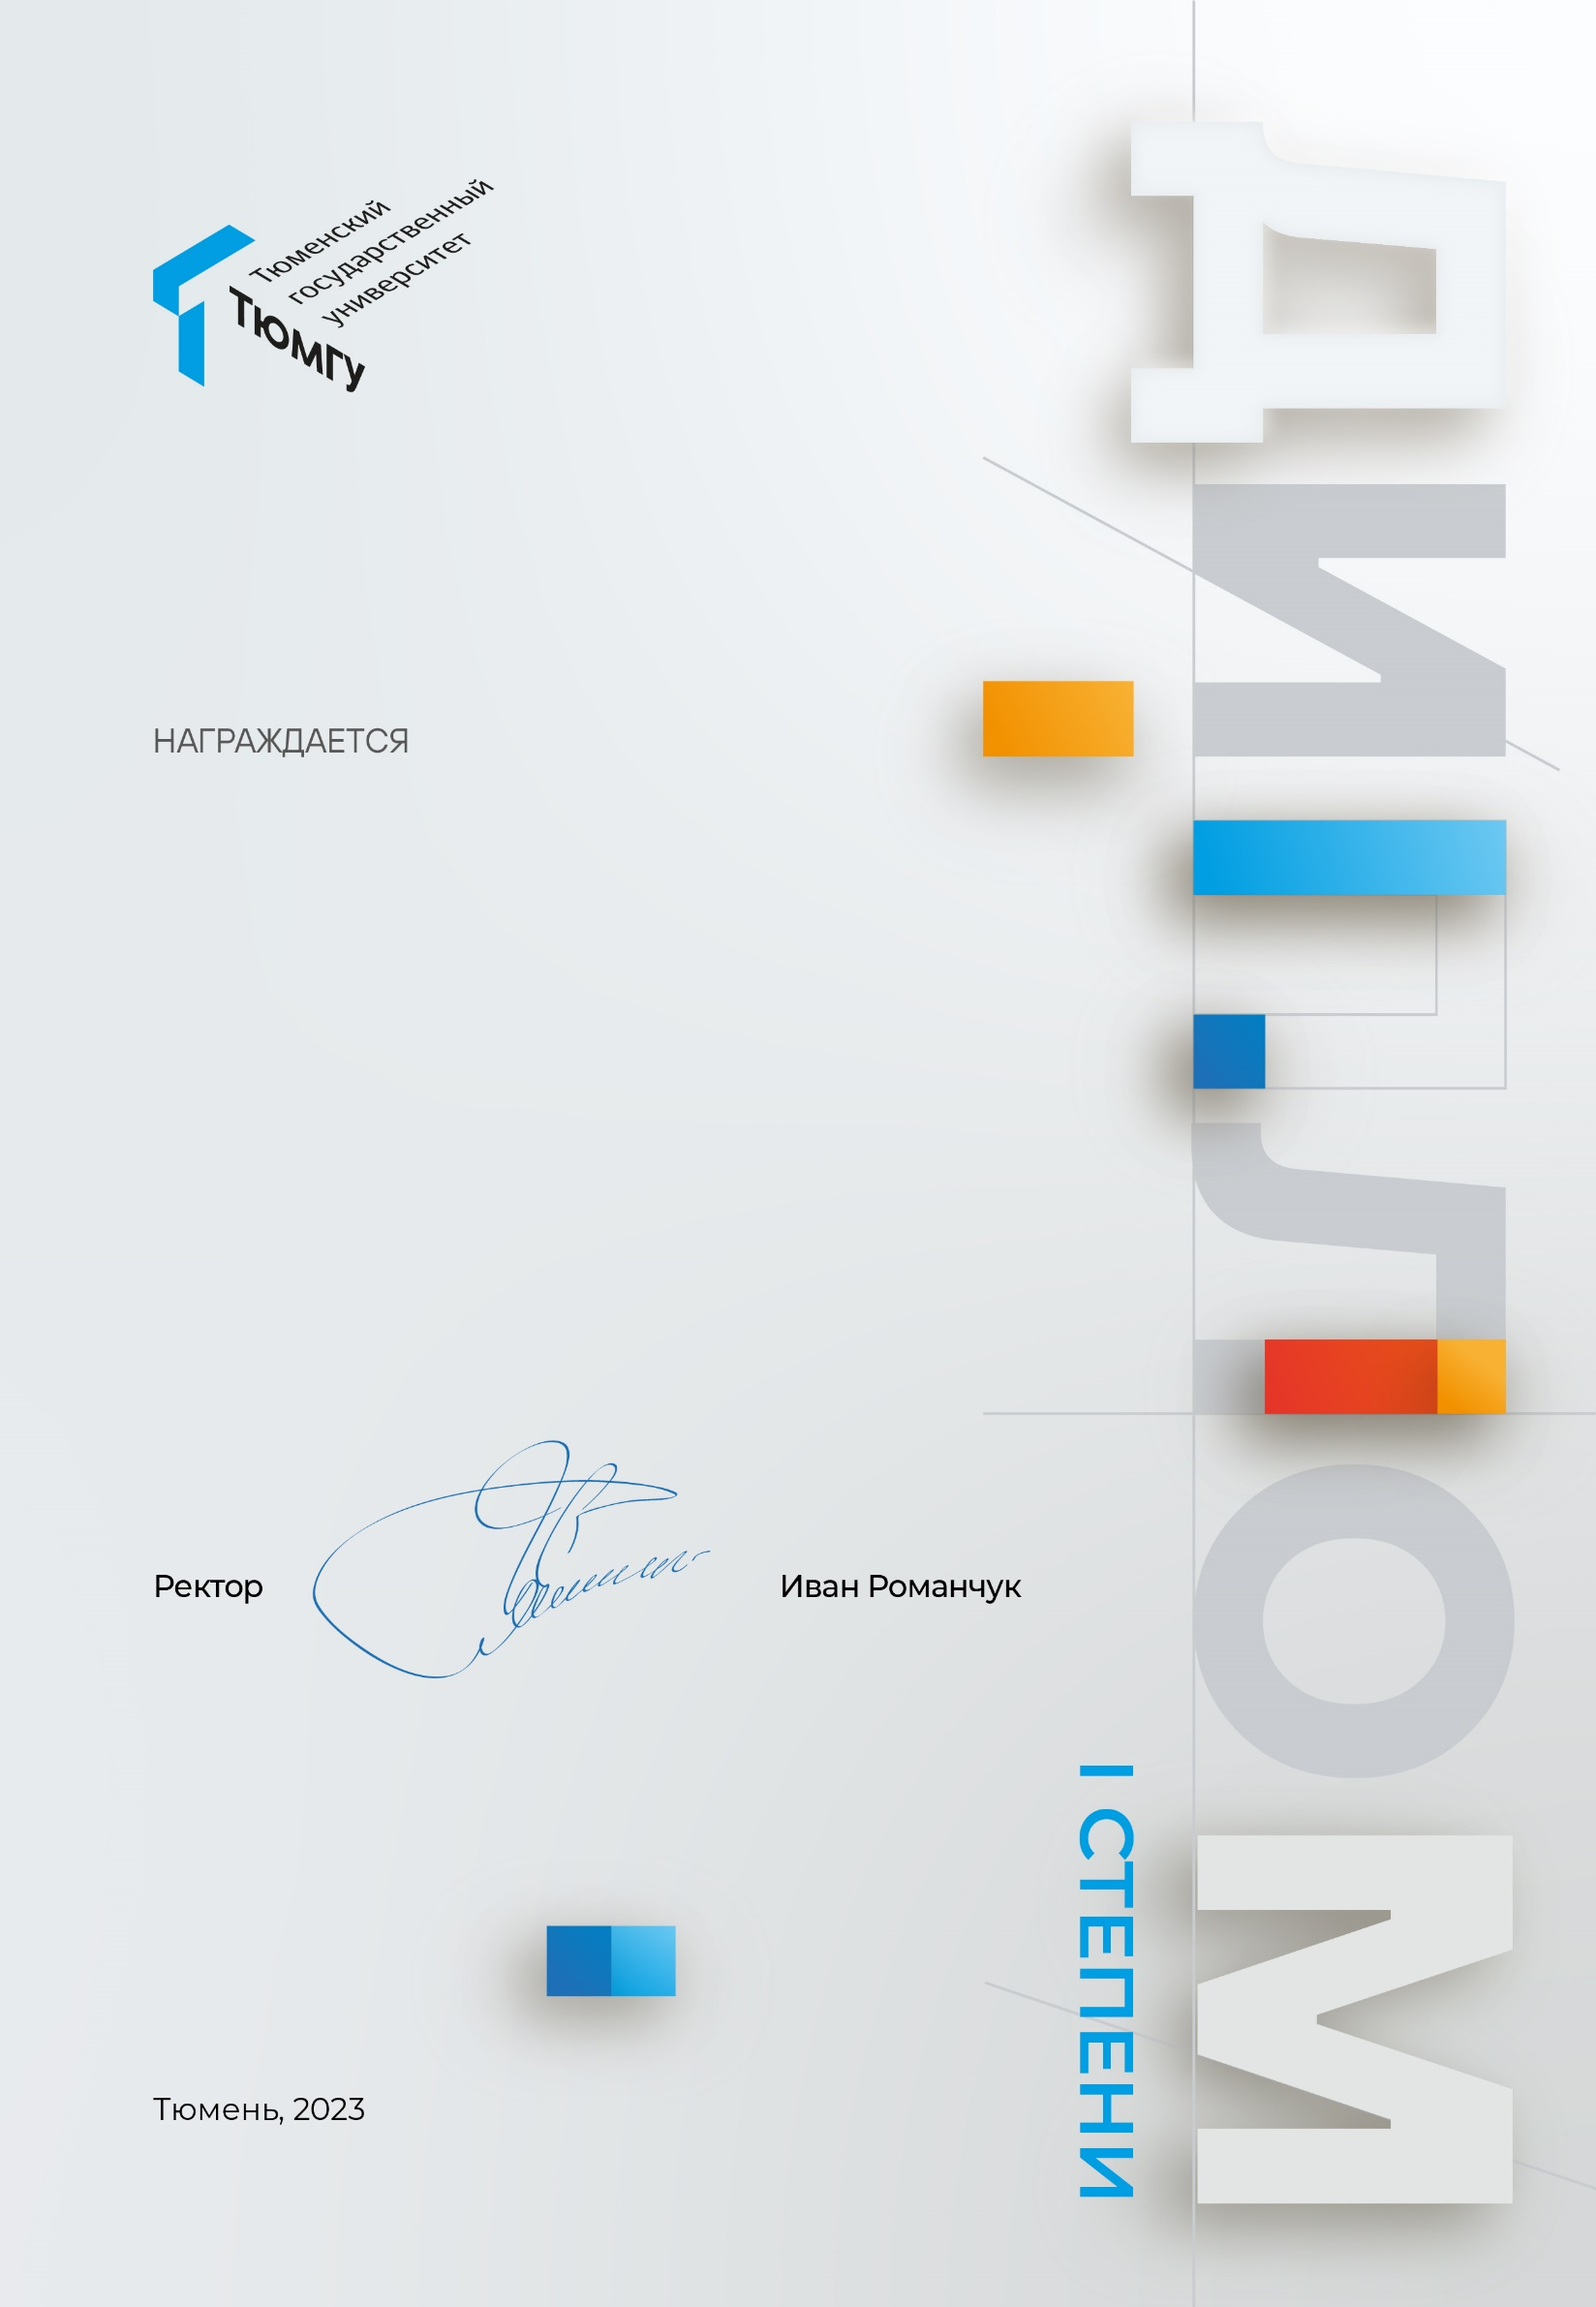 Тюменский
государственный
университет
ТЮМГУ
ДИПЛОМ
I СТЕПЕНИ
НАГРАЖДАЕТСЯ
Ректор
Иван Романчук
Тюмень, 2023